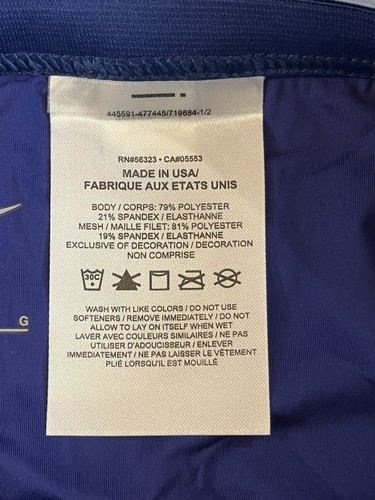 445591-477445/719684-1/2
RN#56323 • CA#05553
MADE IN USA/
FABRIQUE AUX ETATS UNIS
BODY / CORPS: 79% POLYESTER
21% SPANDEX / ELASTHANNE
MESH / MAILLE FILET: 81% POLYESTER
19% SPANDEX / ELASTHANNE
EXCLUSIVE OF DECORATION / DECORATION
NON COMPRISE
30C
WASH WITH LIKE COLORS / DO NOT USE
SOFTENERS / REMOVE IMMEDIATELY / DO NOT
ALLOW TO LAY ON ITSELF WHEN WET
LAVER AVEC COULEURS SIMILAIRES / NE PAS
UTILISER D'ADOUCISSEUR / ENLEVER
IMMEDIATEMENT / NE PAS LAISSER LE VÊTEMENT
PLIÉ LORSQU'IL EST MOUILLÉ
G